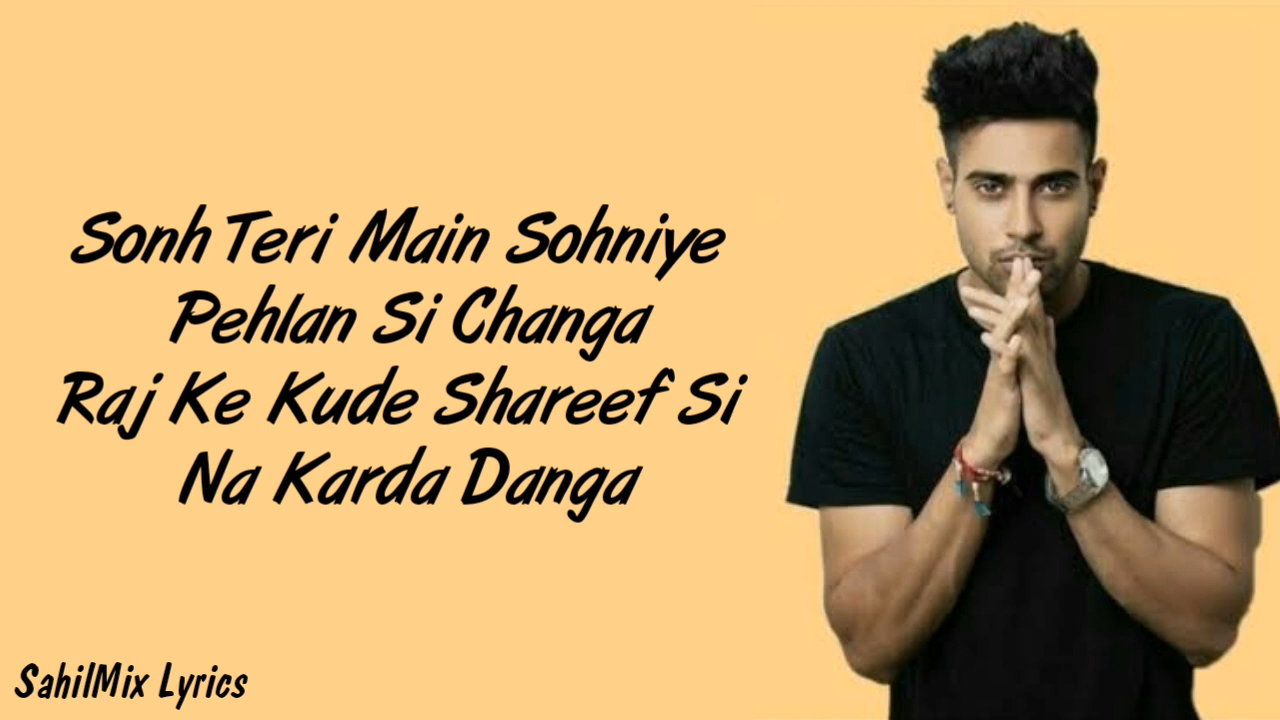 Sonh Teri Main Sohniye
Pehlan Si Changa
Raj Ke Kude Shareef Si
Na Karda Danga
SahilMix Lyrics